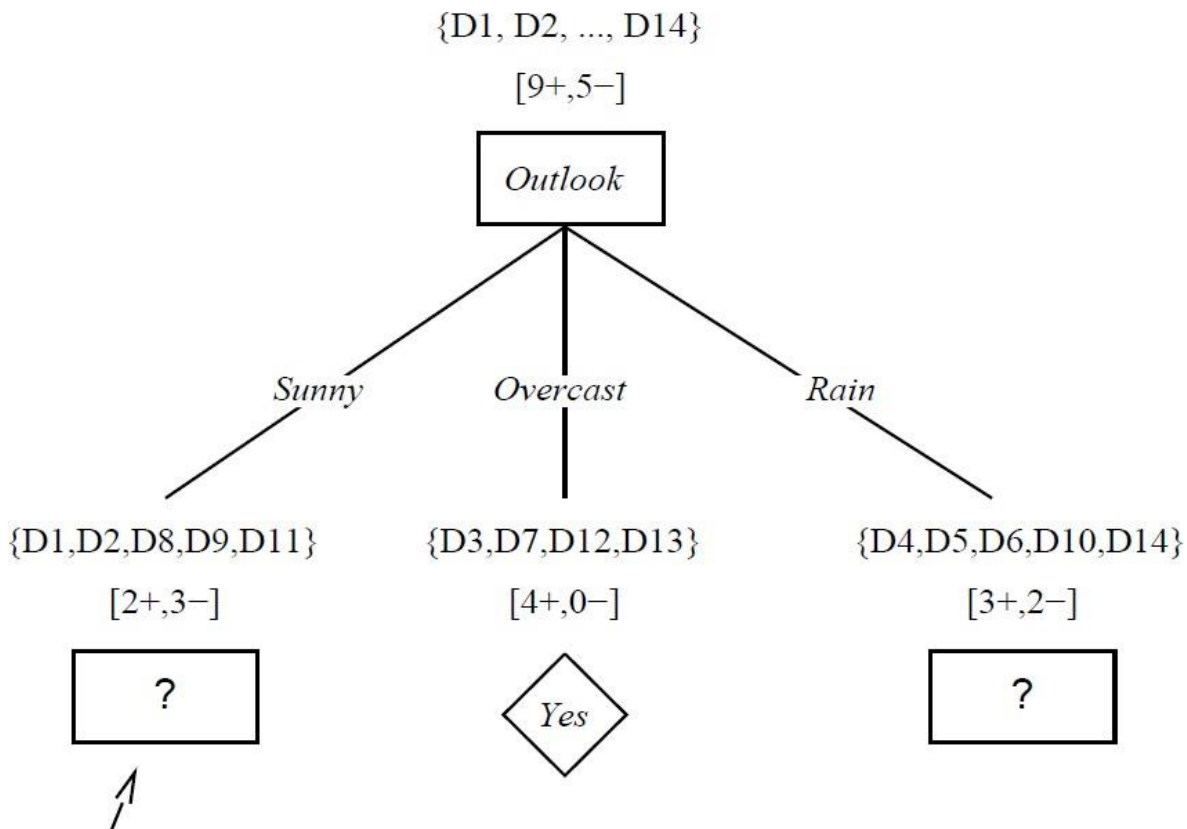 {D1, D2, ..., D14}
[9+,5−]
Outlook
Sunny
Overcast
Rain
{D1,D2,D8,D9,D11}
{D3,D7,D12,D13}
{D4,D5,D6,D10,D14}
[2+,3−]
[4+,0−]
[3+,2−]
?
Yes
?